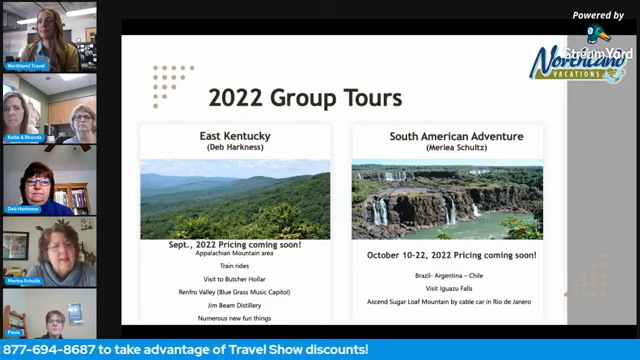 Powered by
StreamYard
Northland
VACATIONS
Northland Travel
Katie & Rhonda
Deb Harkness
Merlea Schultz
Paula
2022 Group Tours
East Kentucky
(Deb Harkness)
Sept., 2022 Pricing coming soon!
Appalachian Mountain area
Train rides
Visit to Butcher Hollar
Renfro Valley (Blue Grass Music Capitol)
Jim Beam Distillery
Numerous new fun things
South American Adventure
(Merlea Schultz)
October 10-22, 2022 Pricing coming soon!
Brazil- Argentina – Chile
Visit Iguazu Falls
Ascend Sugar Loaf Mountain by cable car in Rio de Janero
877-694-8687 to take advantage of Travel Show discounts!